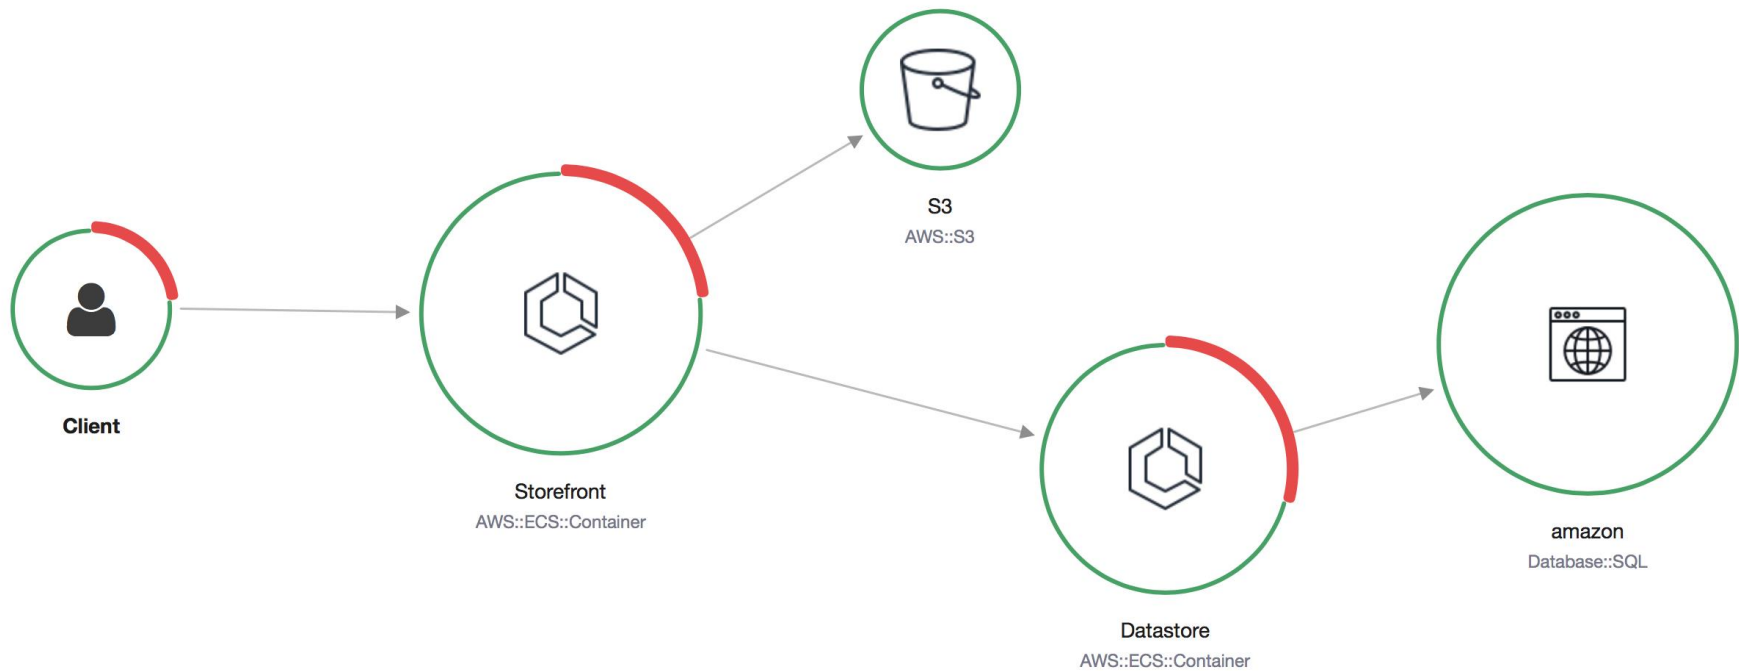 S3
AWS::S3
Client
Storefront
AWS::ECS::Container
amazon
Database::SQL
Datastore
AWS::ECS::Container